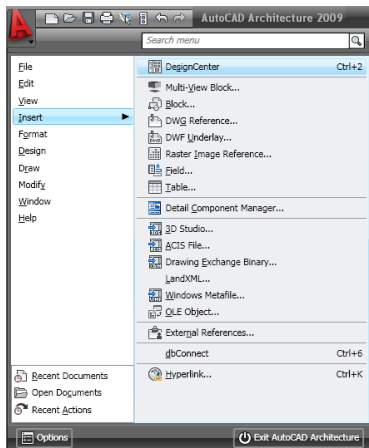 AutoCAD Architecture 2009
Search menu
File
Edit
View
Insert
Format
Design
Draw
Modify
Window
Help
Recent Documents
Open Documents
Recent Actions
DesignCenter Ctrl+2
Multi-View Block...
Block...
DWG Reference...
DWF Underlay...
Raster Image Reference...
Field...
Table...
Detail Component Manager...
3D Studio...
ACIS File...
Drawing Exchange Binary...
LandXML...
Windows Metafile...
OLE Object...
External References...
dbConnect Ctrl+6
Hyperlink... Ctrl+K
Options
Exit AutoCAD Architecture